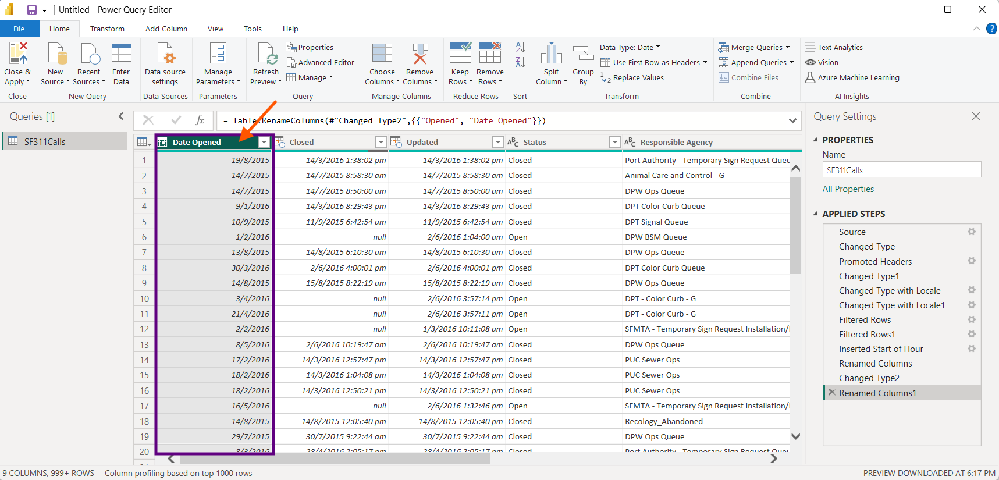 Untitled - Power Query Editor
File Home Transform Add Column View Tools Help
Close & Apply
New Source
Recent Sources
Enter Data
Data source settings
Manage Parameters
Refresh Preview
Properties
Advanced Editor
Manage
Choose Columns
Remove Columns
Keep Rows
Remove Rows
Split Column
Group By
Data Type: Date
Use First Row as Headers
Replace Values
Merge Queries
Append Queries
Combine Files
Text Analytics
Vision
Azure Machine Learning
Close New Query Data Sources Parameters Query Manage Columns Reduce Rows Sort Transform Combine AI Insights
Queries [1]
SF311Calls
= Table.RenameColumns(#"Changed Type2",{{"Opened", "Date Opened"}})
Date Opened Closed Updated Status Responsible Agency
1 19/8/2015 14/3/2016 1:38:02 pm 14/3/2016 1:38:02 pm Closed Port Authority - Temporary Sign Request Queu
2 14/7/2015 14/7/2015 8:58:30 am 14/7/2015 8:58:30 am Closed Animal Care and Control - G
3 14/7/2015 14/7/2015 8:50:00 am 14/7/2015 8:50:00 am Closed DPW Ops Queue
4 9/1/2016 14/3/2016 8:29:43 pm 14/3/2016 8:29:43 pm Closed DPT Color Curb Queue
5 10/9/2015 11/9/2015 6:42:54 am 11/9/2015 6:42:54 am Closed DPT Signal Queue
6 1/2/2016 null 2/6/2016 1:04:00 am Open DPW BSM Queue
7 13/8/2015 14/8/2015 6:10:30 am 14/8/2015 6:10:30 am Closed DPW Ops Queue
8 30/3/2016 2/6/2016 4:00:01 pm 2/6/2016 4:00:01 pm Closed DPT Color Curb Queue
9 14/8/2015 15/8/2015 8:22:19 am 15/8/2015 8:22:19 am Closed DPW Ops Queue
10 3/4/2016 null 2/6/2016 3:57:14 pm Open DPT - Color Curb - G
11 21/4/2016 null 2/6/2016 3:57:11 pm Open DPT - Color Curb - G
12 2/2/2016 null 1/3/2016 10:11:08 am Open SFMTA - Temporary Sign Request Installation/
13 8/5/2016 2/6/2016 10:19:47 am 2/6/2016 10:19:47 am Closed DPW Ops Queue
14 17/2/2016 14/3/2016 12:57:47 pm 14/3/2016 12:57:47 pm Closed PUC Sewer Ops
15 18/2/2016 14/3/2016 1:04:08 pm 14/3/2016 1:04:08 pm Closed PUC Sewer Ops
16 18/2/2016 14/3/2016 12:50:21 pm 14/3/2016 12:50:21 pm Closed PUC Sewer Ops
17 16/5/2016 null 2/6/2016 1:32:46 pm Open SFMTA - Temporary Sign Request Installation/
18 14/8/2015 14/8/2015 12:05:40 pm 14/8/2015 12:05:40 pm Closed Recology_Abandoned
19 29/7/2015 30/7/2015 9:22:44 am 30/7/2015 9:22:44 am Closed DPW Ops Queue
20 8/3/2016 28/4/2016 2:05:17 pm 28/4/2016 2:05:17 pm Closed Port Authority - Temporary Sign Request Queu
Query Settings
PROPERTIES
Name
SF311Calls
All Properties
APPLIED STEPS
Source
Changed Type
Promoted Headers
Changed Type1
Changed Type with Locale
Changed Type with Locale1
Filtered Rows
Filtered Rows1
Inserted Start of Hour
Renamed Columns
Changed Type2
Renamed Columns1
9 COLUMNS, 999+ ROWS Column profiling based on top 1000 rows PREVIEW DOWNLOADED AT 6:17 PM